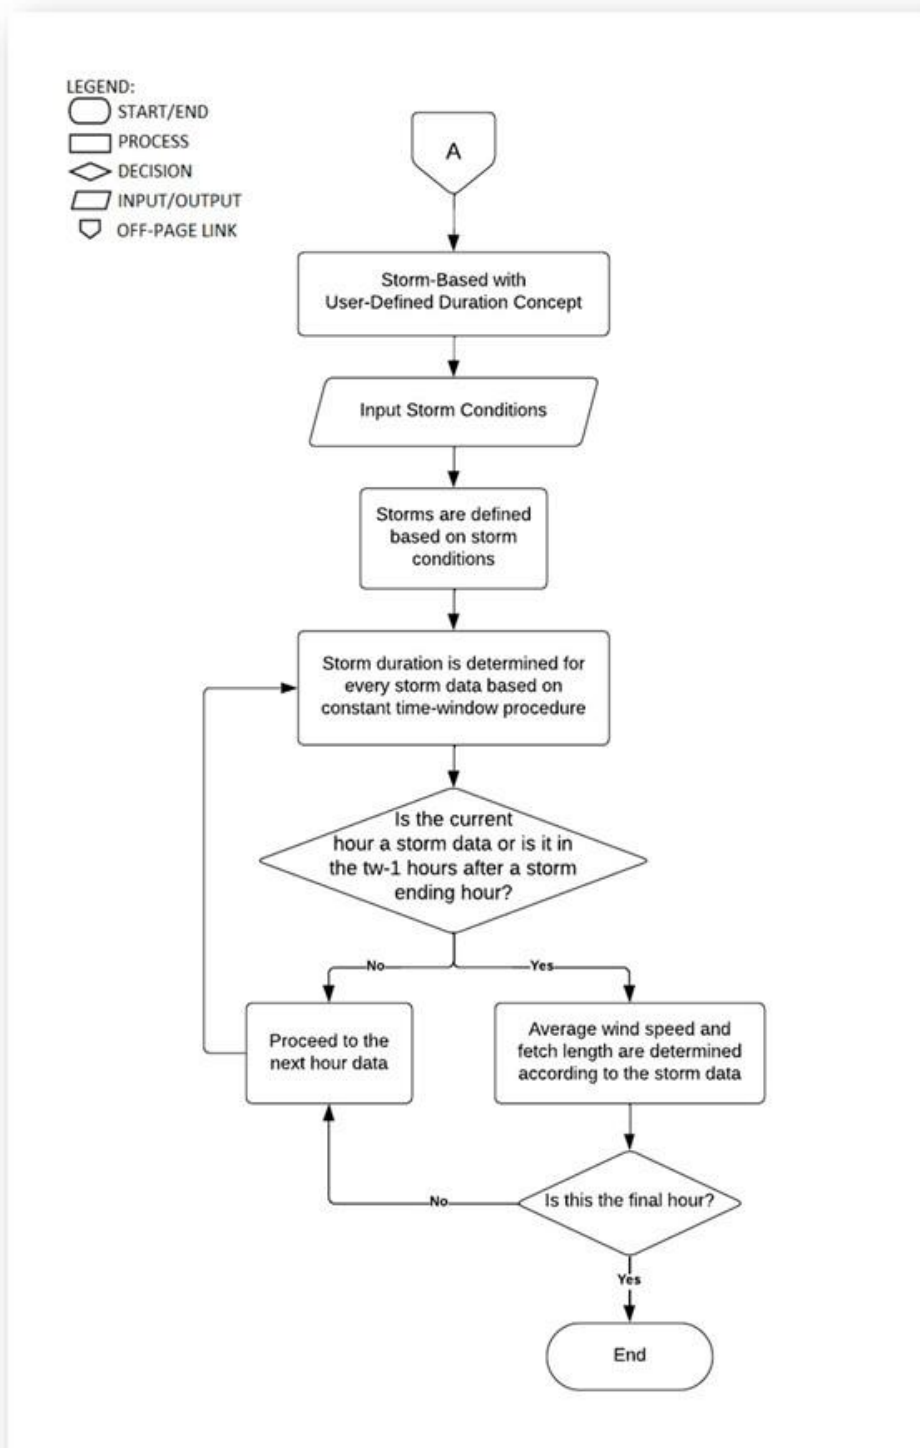 LEGEND:
START/END
PROCESS
DECISION
INPUT/OUTPUT
OFF-PAGE LINK
A
Storm-Based with
User-Defined Duration Concept
Input Storm Conditions
Storms are defined
based on storm
conditions
Storm duration is determined for
every storm data based on
constant time-window procedure
Is the current
hour a storm data or is it in
the tw-1 hours after a storm
ending hour?
No
Yes
Proceed to the
next hour data
Average wind speed and
fetch length are determined
according to the storm data
Is this the final hour?
No
Yes
End